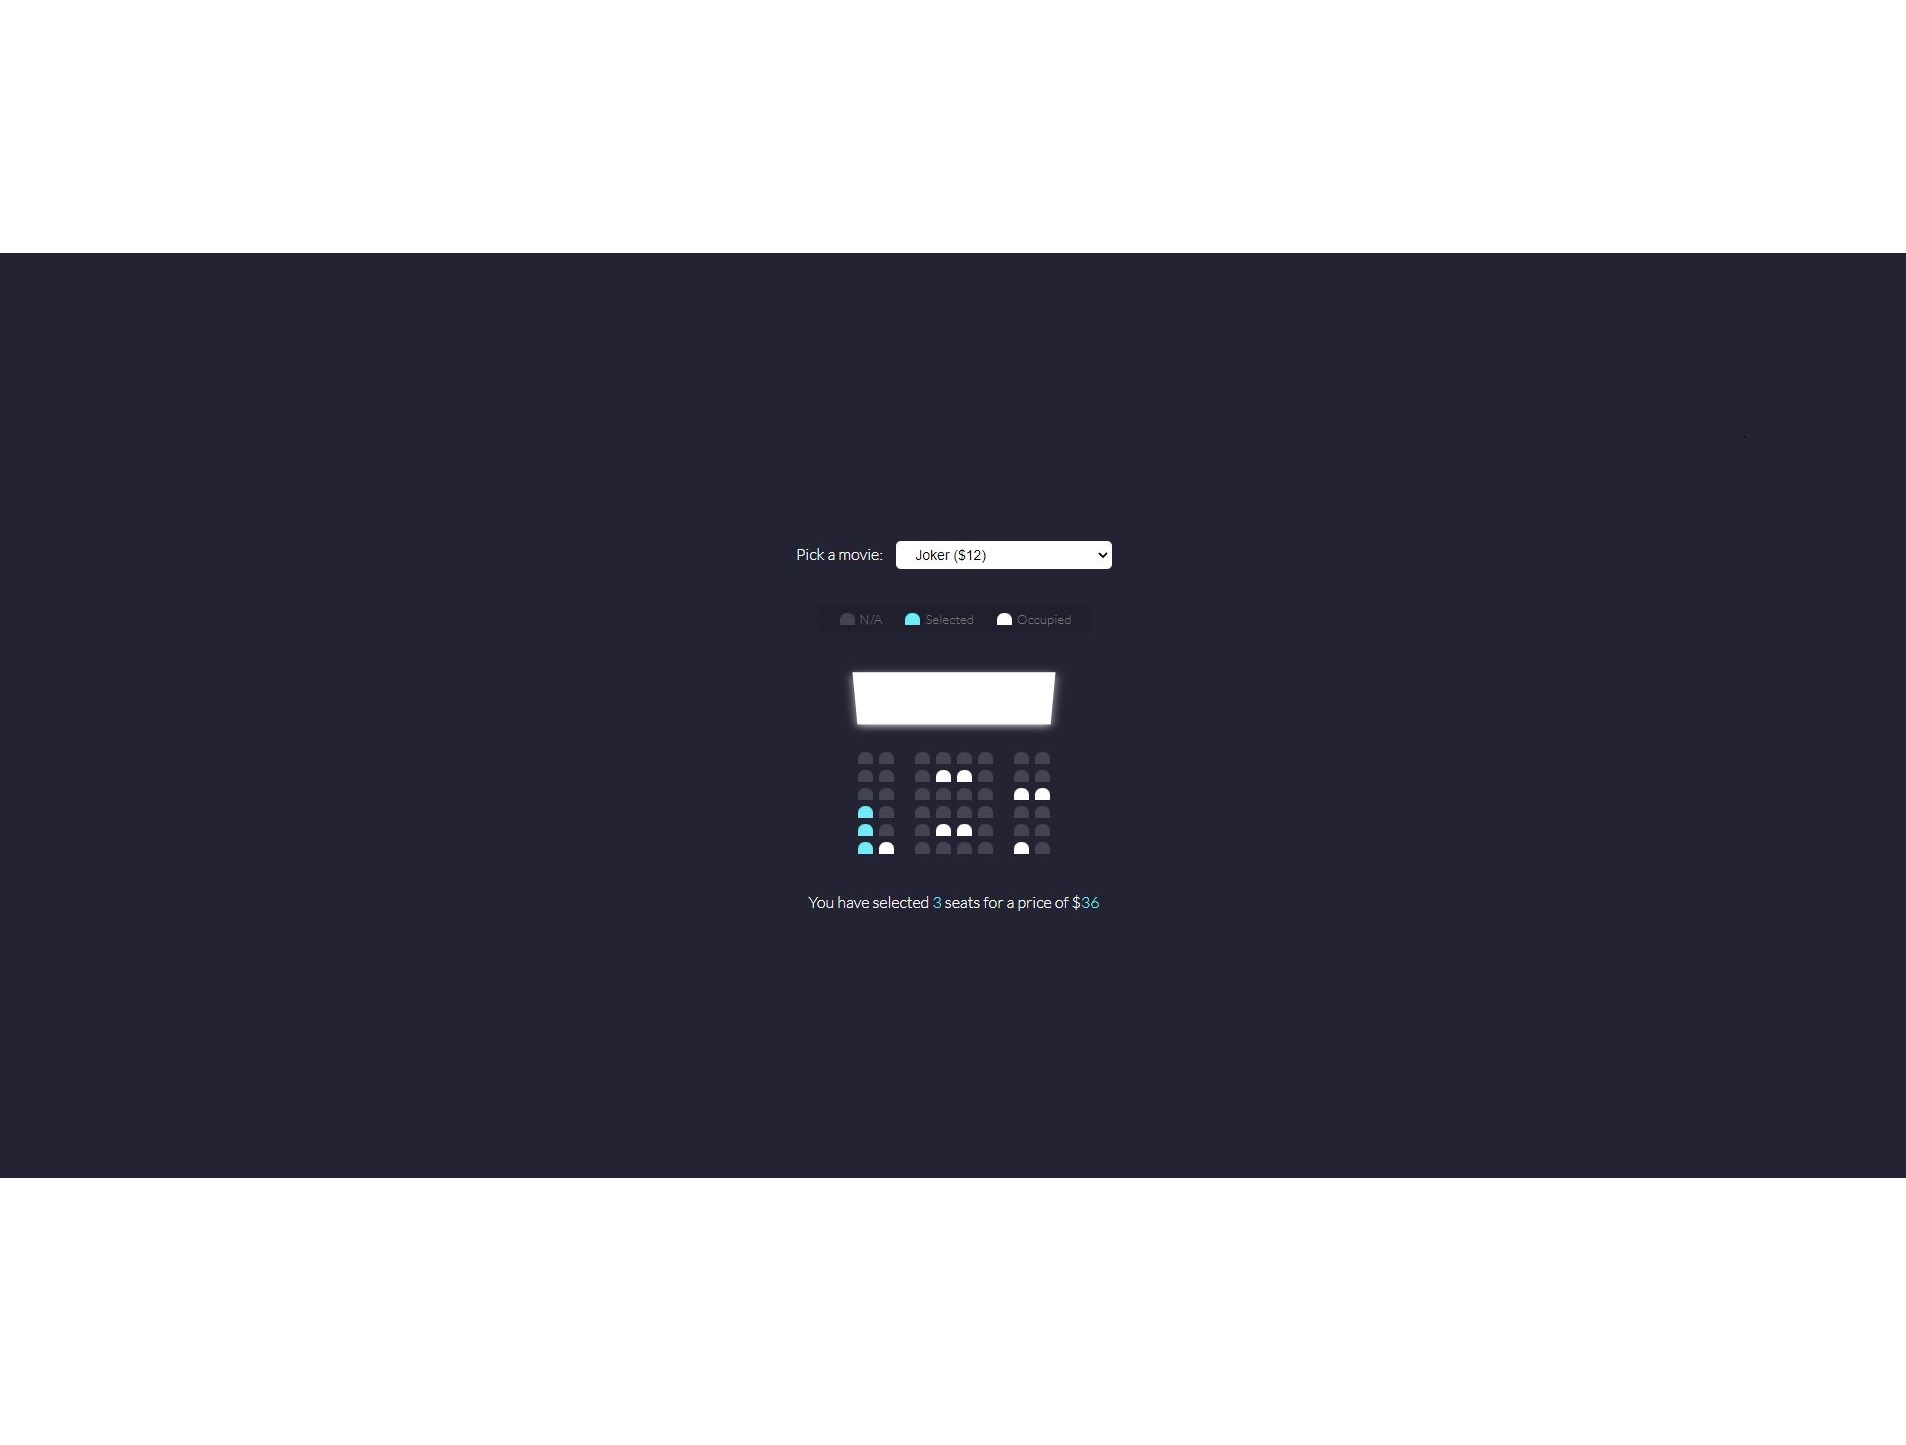 Pick a movie: Joker ($12)
N/A Selected Occupied
You have selected 3 seats for a price of $36